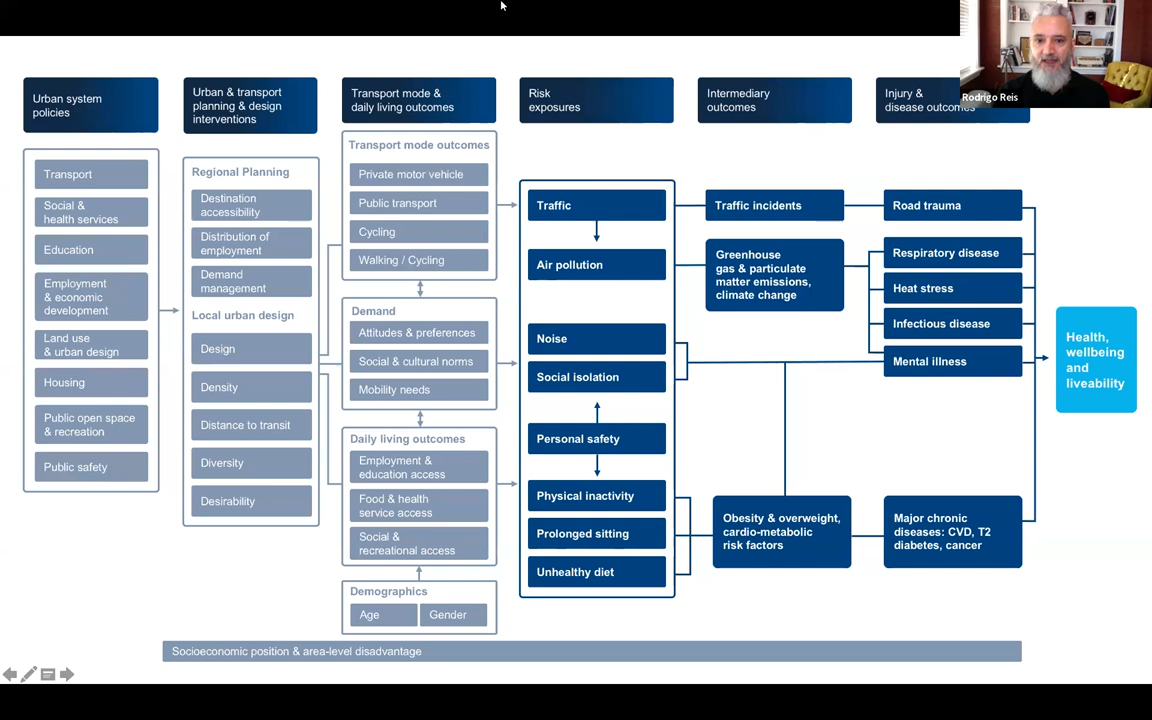 Urban system
policies
Urban & transport
planning & design
interventions
Transport mode &
daily living outcomes
Risk
exposures
Intermediary
outcomes
Injury &
disease outcomes
Rodrigo Reis
Transport
Social &
health services
Education
Employment
& economic
development
Land use
& urban design
Housing
Public open space
& recreation
Public safety
Regional Planning
Destination
accessibility
Distribution of
employment
Demand
management
Local urban design
Design
Density
Distance to transit
Diversity
Desirability
Transport mode outcomes
Private motor vehicle
Public transport
Cycling
Walking / Cycling
Demand
Attitudes & preferences
Social & cultural norms
Mobility needs
Daily living outcomes
Employment &
education access
Food & health
service access
Social &
recreational access
Demographics
Age
Gender
Traffic
Air pollution
Noise
Social isolation
Personal safety
Physical inactivity
Prolonged sitting
Unhealthy diet
Traffic incidents
Greenhouse
gas & particulate
matter emissions,
climate change
Obesity & overweight,
cardio-metabolic
risk factors
Road trauma
Respiratory disease
Heat stress
Infectious disease
Mental illness
Major chronic
diseases: CVD, T2
diabetes, cancer
Health,
wellbeing
and
liveability
Socioeconomic position & area-level disadvantage